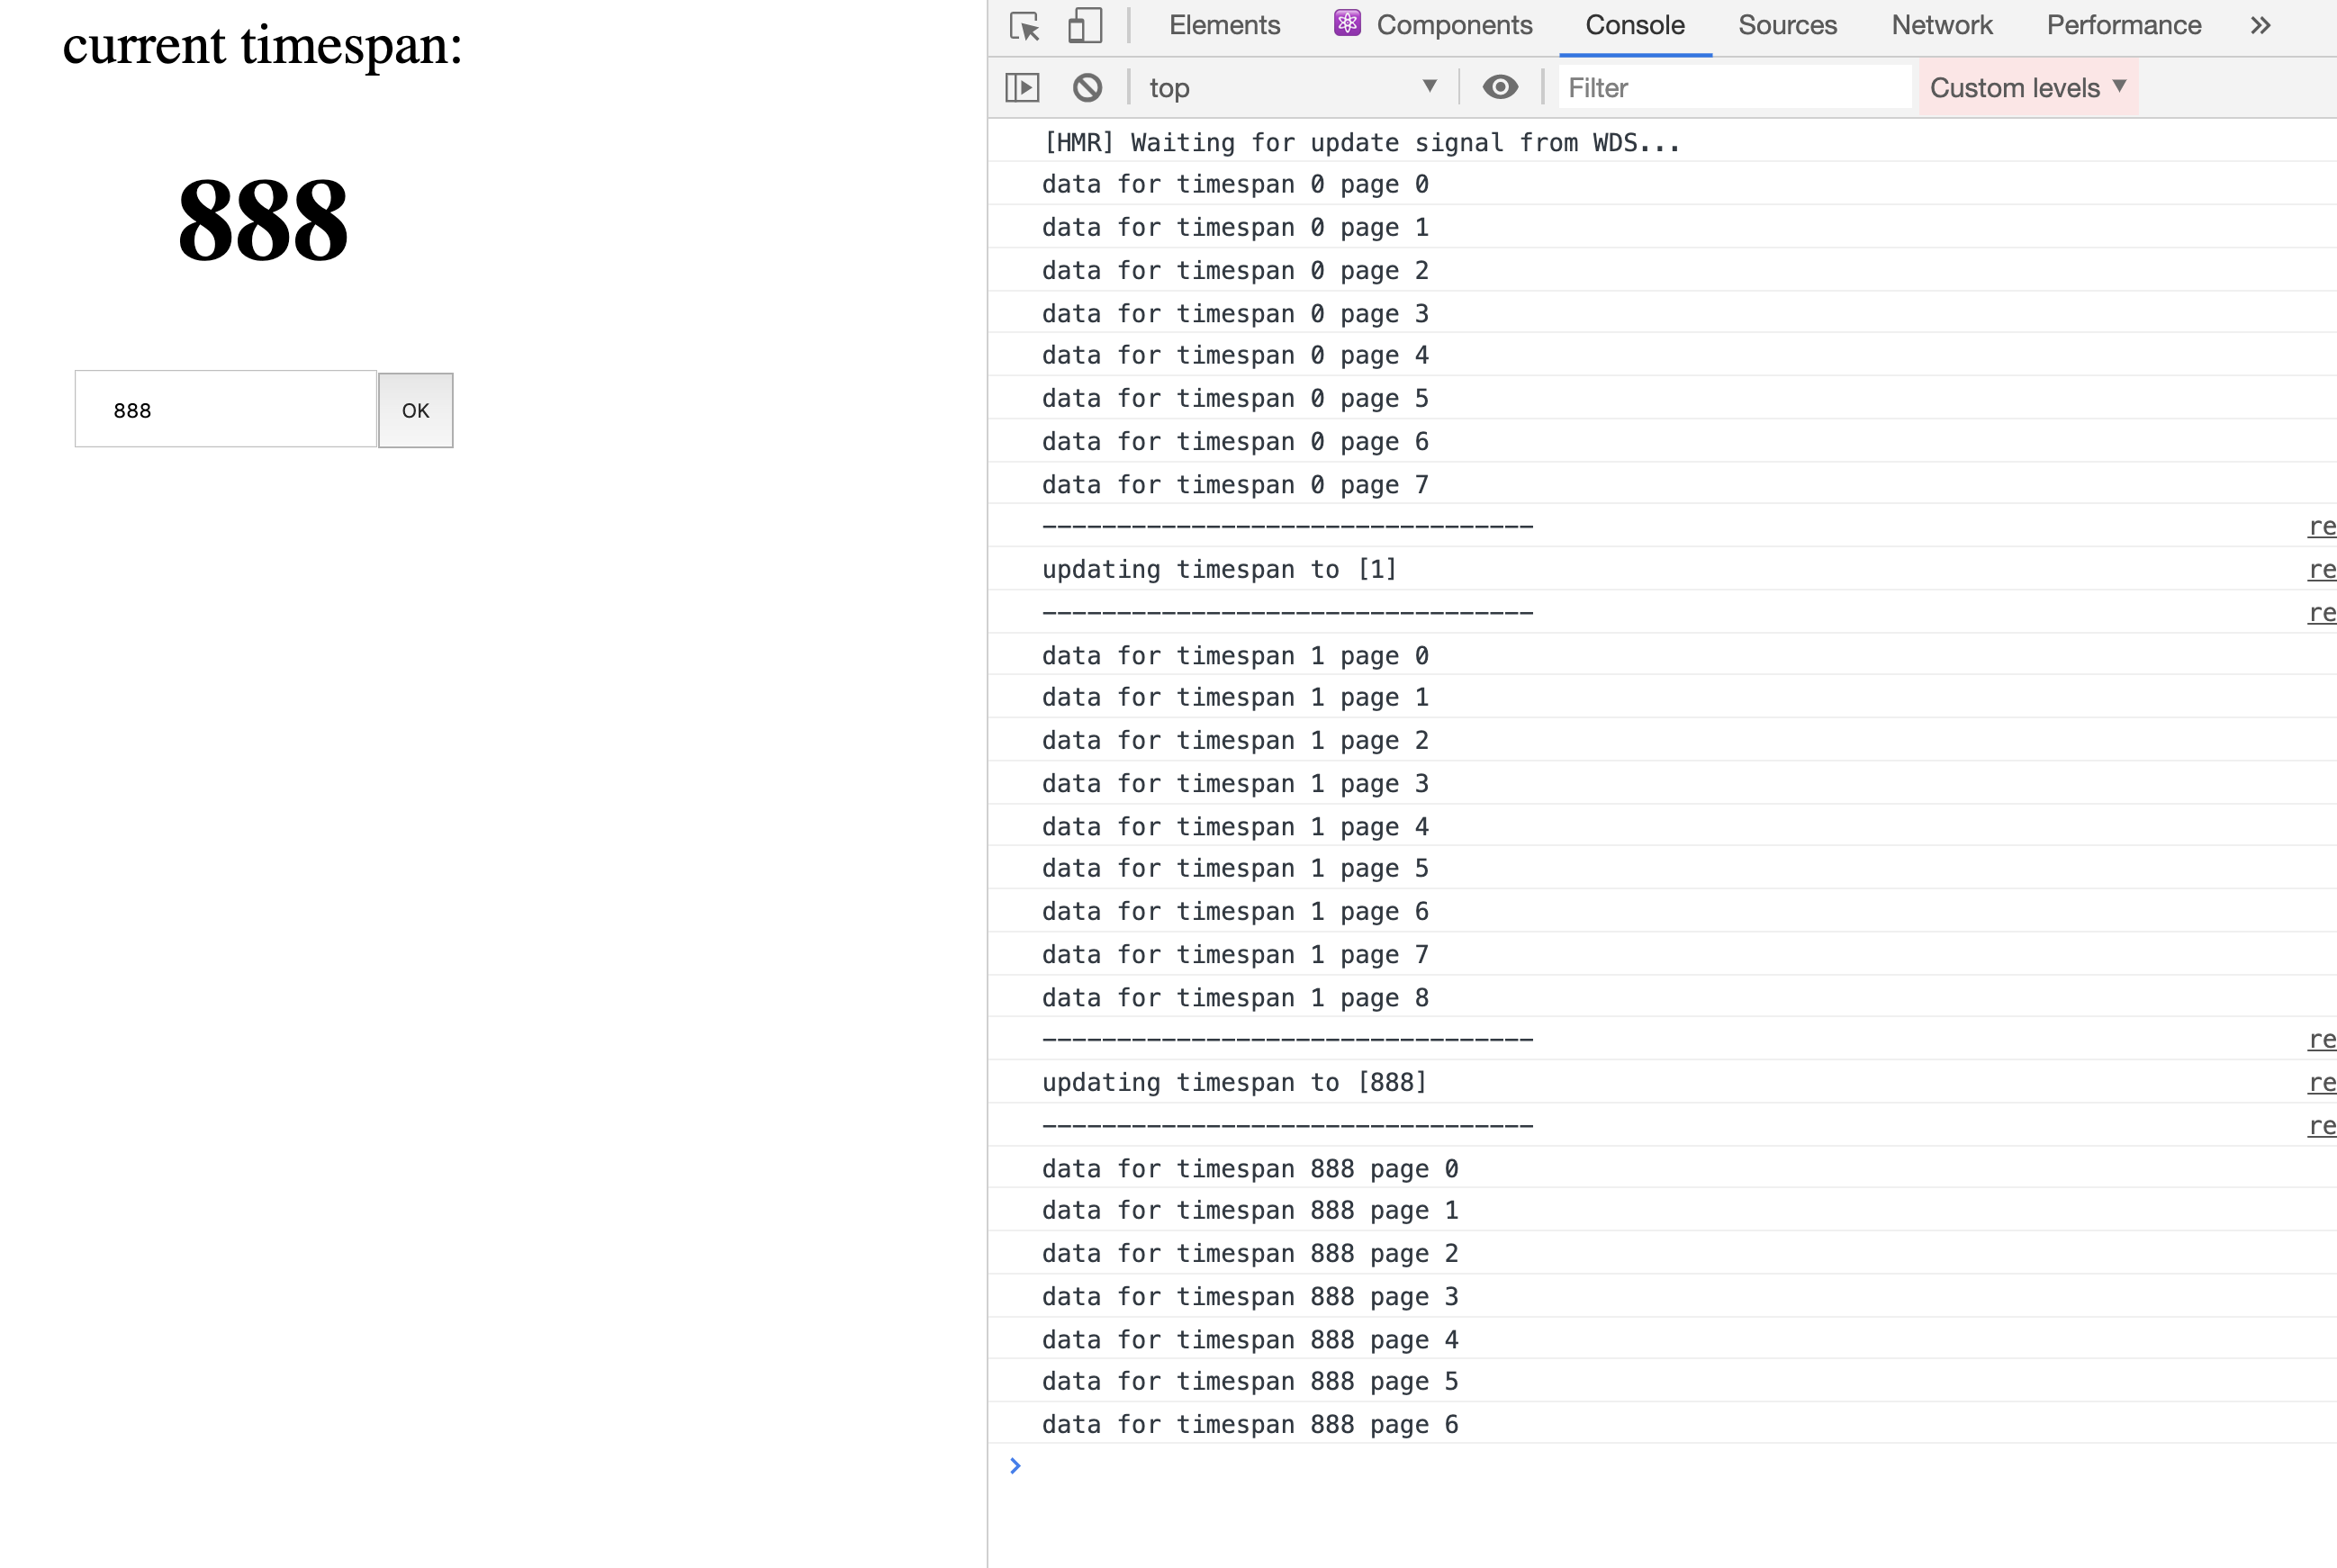 current timespan:
888
888
OK
Elements Components Console Sources Network Performance »
top Filter Custom levels
[HMR] Waiting for update signal from WDS...
data for timespan 0 page 0
data for timespan 0 page 1
data for timespan 0 page 2
data for timespan 0 page 3
data for timespan 0 page 4
data for timespan 0 page 5
data for timespan 0 page 6
data for timespan 0 page 7
---------------------------------
re
updating timespan to [1]
re
---------------------------------
re
data for timespan 1 page 0
data for timespan 1 page 1
data for timespan 1 page 2
data for timespan 1 page 3
data for timespan 1 page 4
data for timespan 1 page 5
data for timespan 1 page 6
data for timespan 1 page 7
data for timespan 1 page 8
---------------------------------
re
updating timespan to [888]
re
---------------------------------
re
data for timespan 888 page 0
data for timespan 888 page 1
data for timespan 888 page 2
data for timespan 888 page 3
data for timespan 888 page 4
data for timespan 888 page 5
data for timespan 888 page 6